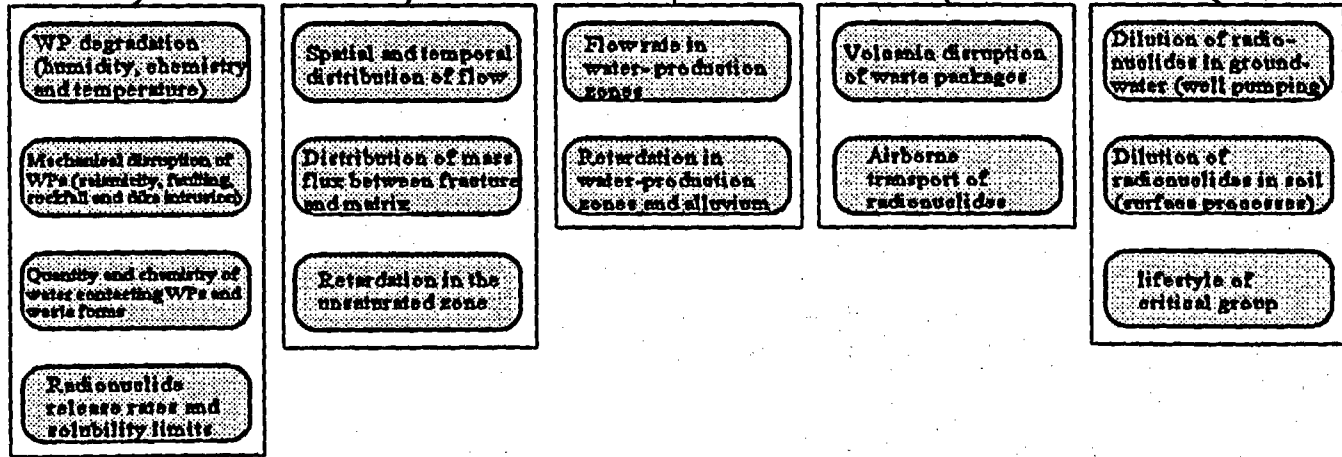 WP degradation
(humidity, chemistry
and temperature)
Mechanical disruption of
WPs (seismicity, faulting,
rockfall and dike intrusion)
Quantity and chemistry of
water contacting WPs and
waste forms
Radionuclide
release rates and
solubility limits
Spatial and temporal
distribution of flow
Distribution of mass
flux between fracture
and matrix
Retardation in the
unsaturated zone
Flow rate in
water-production
zones
Retardation in
water-production
zones and alluvium
Volcanic disruption
of waste packages
Airborne
transport of
radionuclides
Dilution of radio-
nuclides in ground-
water (well pumping)
Dilution of
radionuclides in soil
(surface processes)
lifestyle of
critical group